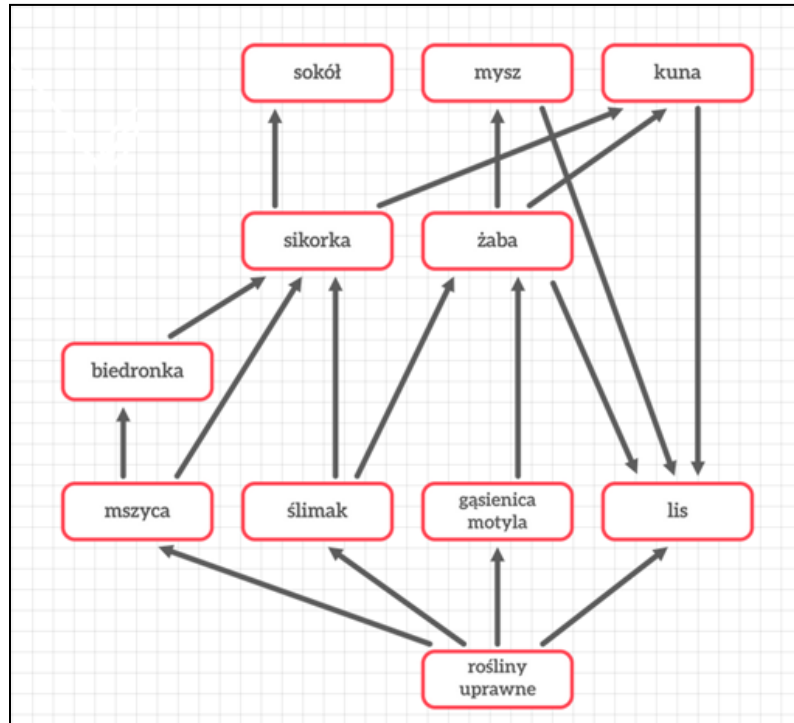 sokół
mysz
kuna
sikorka
żaba
biedronka
mszyca
ślimak
gąsienica
motyla
lis
rośliny
uprawne